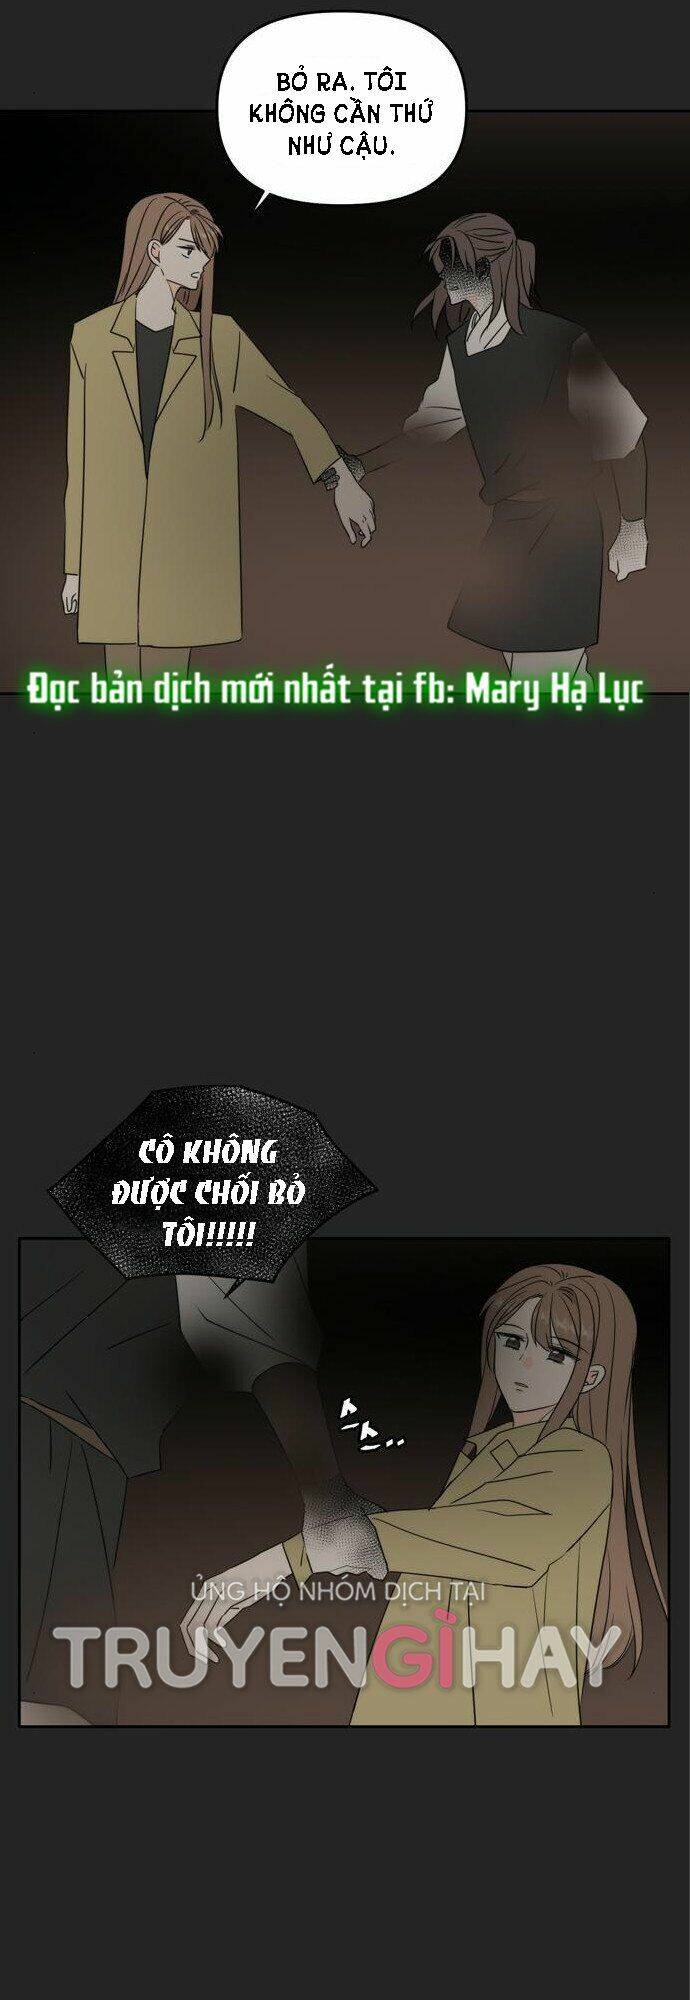 BỎ RA. TÔI
KHÔNG CẦN THỨ
NHƯ CẬU.
Đọc bản dịch mới nhất tại fb: Mary Hạ Lục
CÔ KHÔNG
ĐƯỢC CHỐI BỎ
TÔI!!!!!
ỦNG HỘ NHÓM DỊCH TẠI
TRUYENGIHAY